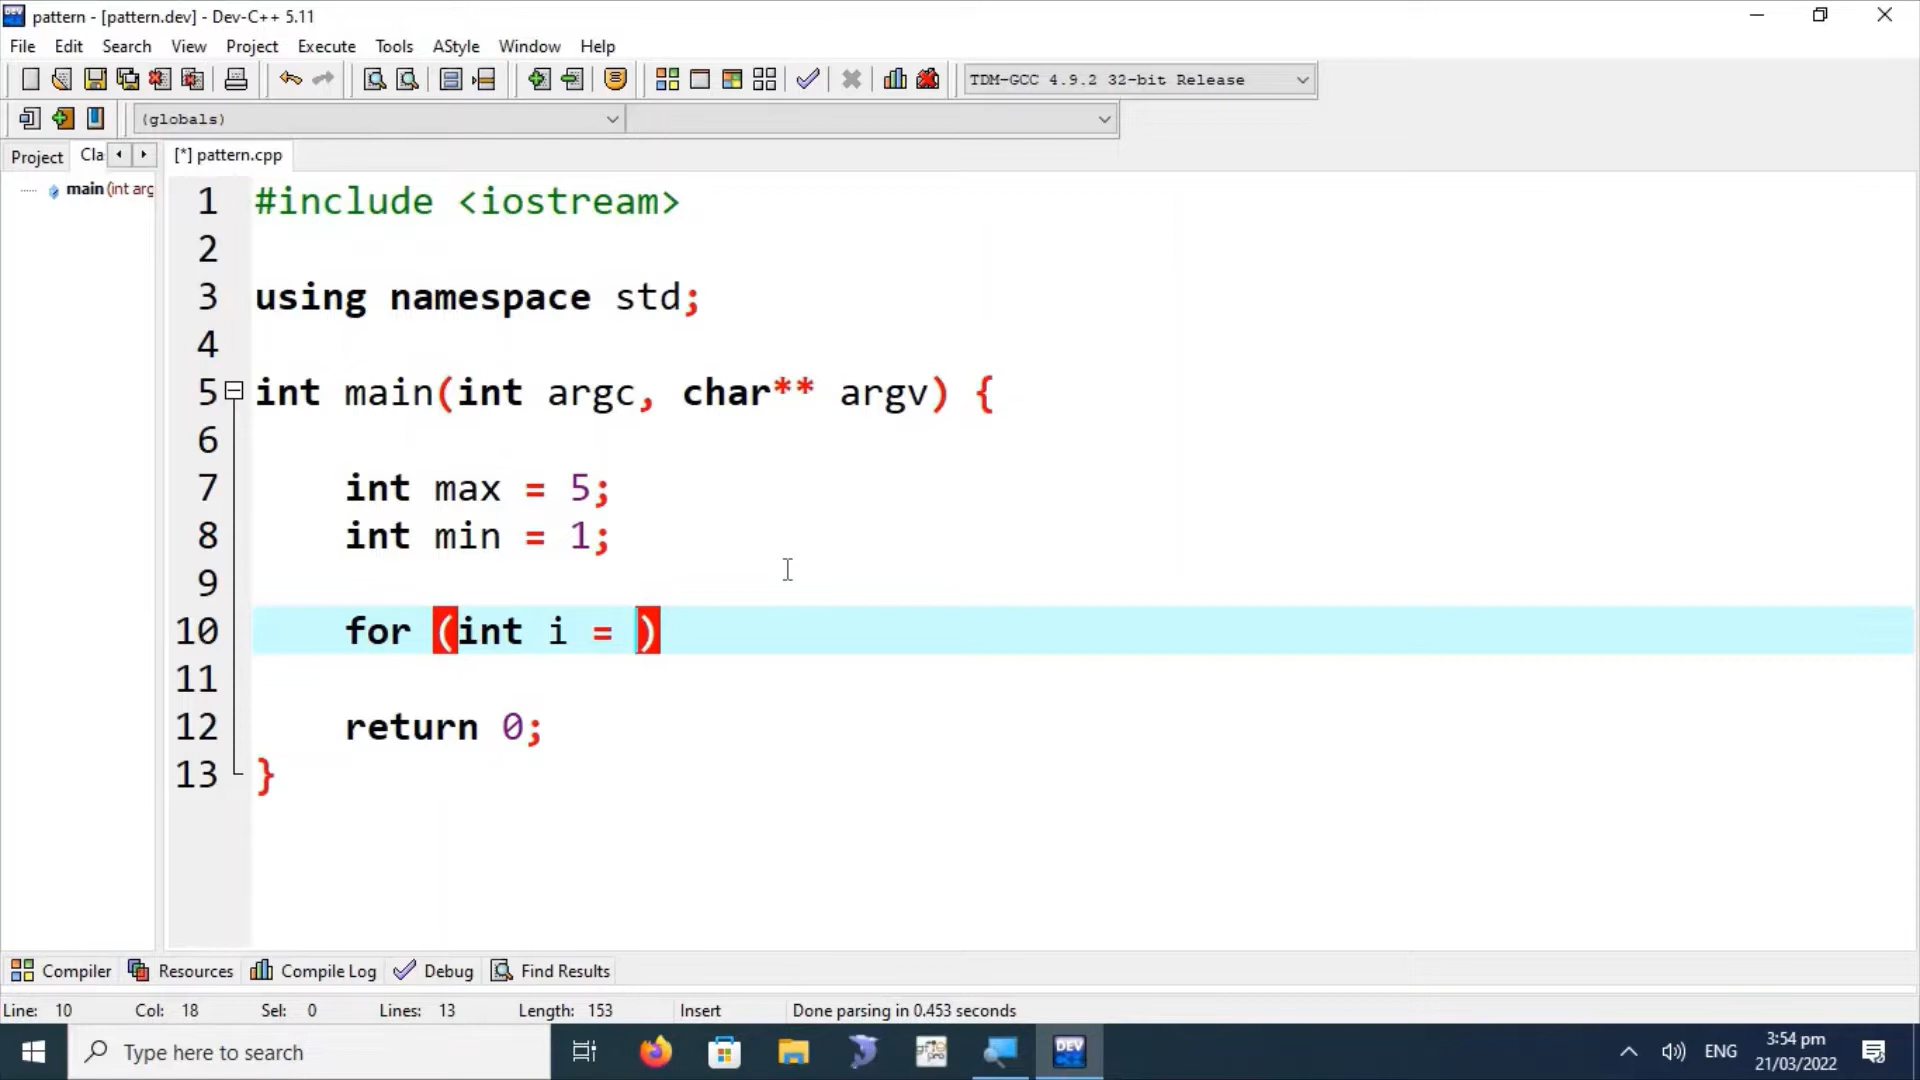 pattern - [pattern.dev] - Dev-C++ 5.11
File Edit Search View Project Execute Tools AStyle Window Help
TDM-GCC 4.9.2 32-bit Release
(globals)
Project Cla [*] pattern.cpp
main (int arg
1 #include <iostream>
2
3 using namespace std;
4
5 int main(int argc, char** argv) {
6
7 int max = 5;
8 int min = 1;
9
10 for (int i = )
11
12 return 0;
13 }
Compiler Resources Compile Log Debug Find Results
Line: 10 Col: 18 Sel: 0 Lines: 13 Length: 153 Insert Done parsing in 0.453 seconds
Type here to search DEV ENG 3:54 pm
21/03/2022